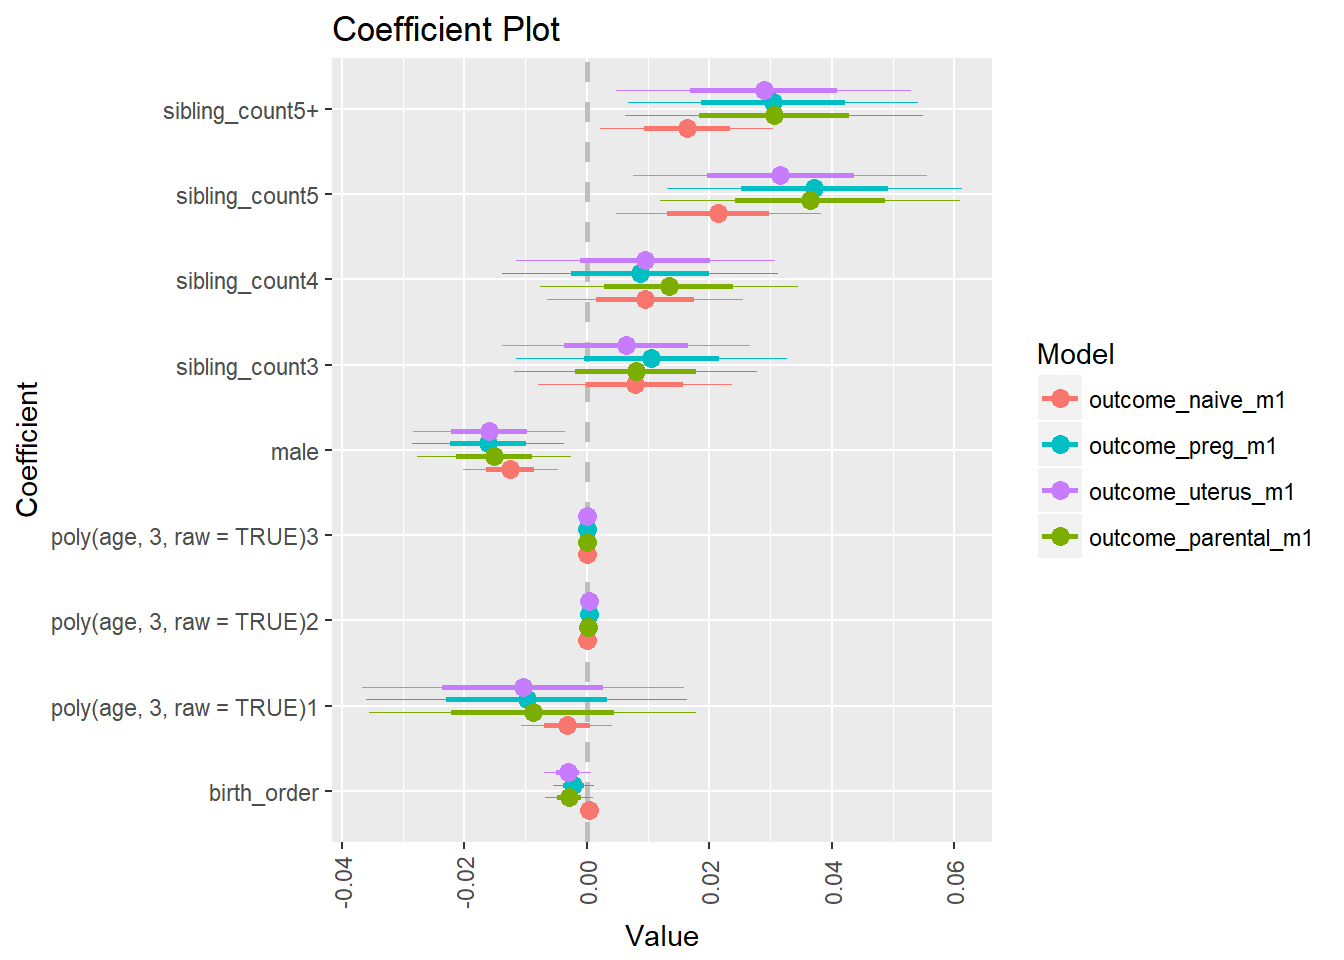 Coefficient Plot
sibling_count5+
sibling_count5
sibling_count4
sibling_count3
male
poly(age, 3, raw = TRUE)3
poly(age, 3, raw = TRUE)2
poly(age, 3, raw = TRUE)1
birth_order
Coefficient
-0.04
-0.02
0.00
0.02
0.04
0.06
Value
Model
outcome_naive_m1
outcome_preg_m1
outcome_uterus_m1
outcome_parental_m1